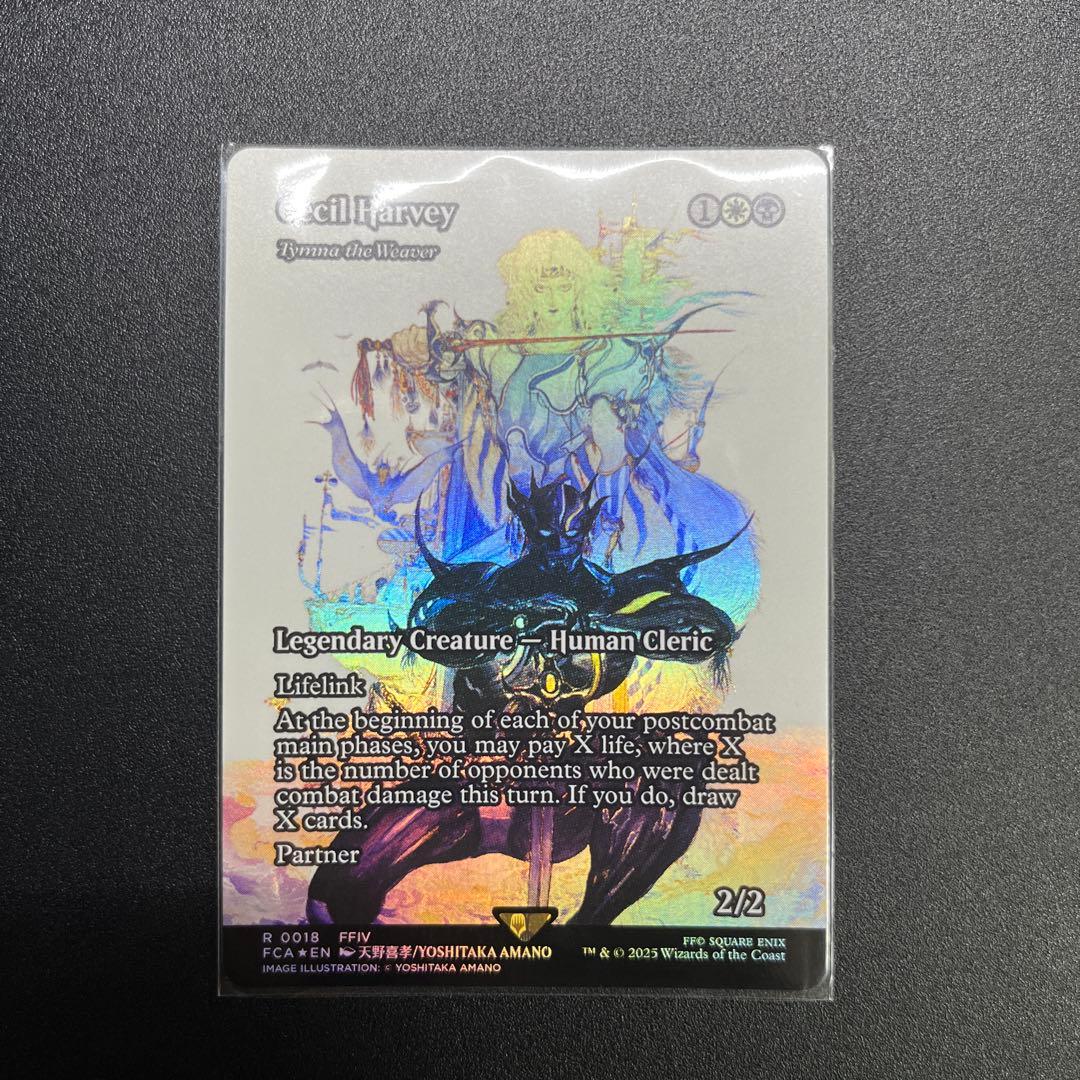 Cecil Harvey
1
Tymna the Weaver
Legendary Creature — Human Cleric
Lifelink
At the beginning of each of your postcombat
main phases, you may pay X life, where X
is the number of opponents who were dealt
combat damage this turn. If you do, draw
X cards.
Partner
2/2
R 0018 FFIV
FCA★EN 天野喜孝/YOSHITAKA AMANO
IMAGE ILLUSTRATION: © YOSHITAKA AMANO
FF© SQUARE ENIX
™ & © 2025 Wizards of the Coast